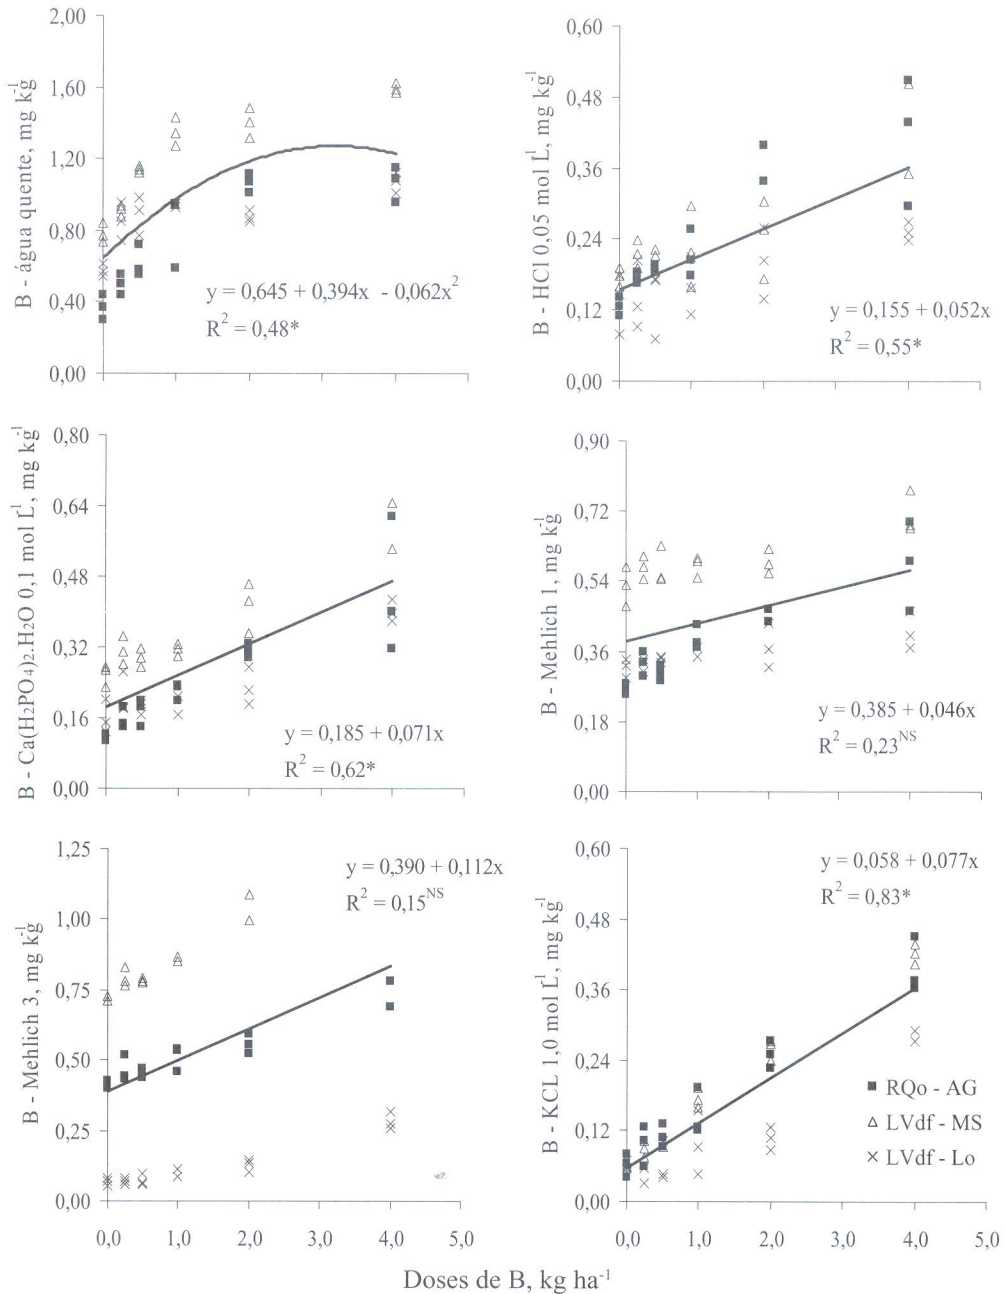 2,00
1,60
1,20
0,80
0,40
0,00
B - água quente, mg kg-1
y = 0,645 + 0,394x - 0,062x2
R2 = 0,48*
0,60
0,48
0,36
0,24
0,12
0,00
B - HCl 0,05 mol L-1, mg kg-1
y = 0,155 + 0,052x
R2 = 0,55*
0,80
0,64
0,48
0,32
0,16
0,00
B - Ca(H2PO4)2.H2O 0,1 mol L-1, mg kg-1
y = 0,185 + 0,071x
R2 = 0,62*
0,90
0,72
0,54
0,36
0,18
0,00
B - Mehlich 1, mg kg-1
y = 0,385 + 0,046x
R2 = 0,23NS
1,25
1,00
0,75
0,50
0,25
0,00
B - Mehlich 3, mg kg-1
y = 0,390 + 0,112x
R2 = 0,15NS
0,0 1,0 2,0 3,0 4,0 5,0
0,60
0,48
0,36
0,24
0,12
0,00
B - KCL 1,0 mol L-1, mg kg-1
y = 0,058 + 0,077x
R2 = 0,83*
RQo - AG
LVdf - MS
LVdf - Lo
0,0 1,0 2,0 3,0 4,0 5,0
Doses de B, kg ha-1